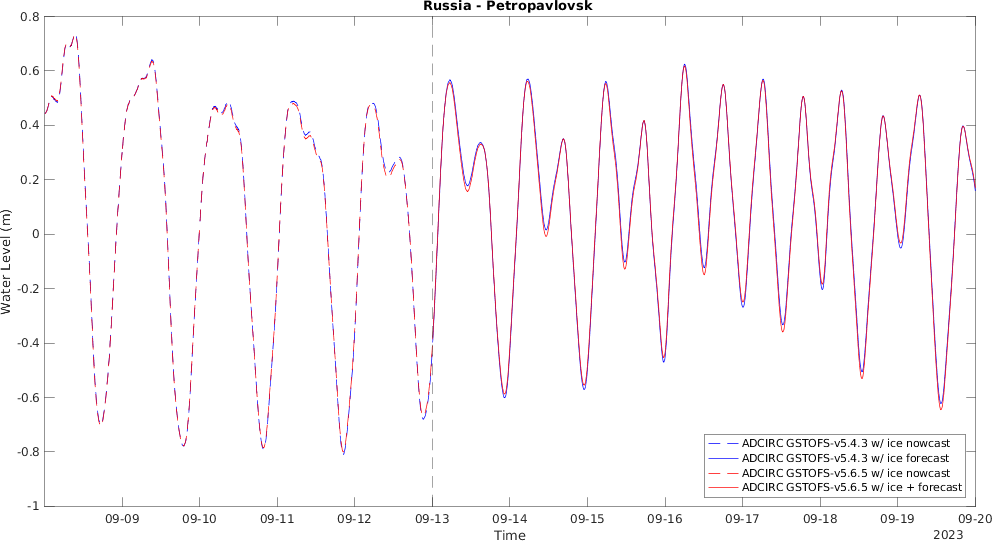 Russia - Petropavlovsk
0.8
0.6
0.4
0.2
0
-0.2
-0.4
-0.6
-0.8
-1
Water Level (m)
09-09 09-10 09-11 09-12 09-13 09-14 09-15 09-16 09-17 09-18 09-19 09-20
Time
2023
ADCIRC GSTOFS-v5.4.3 w/ ice nowcast
ADCIRC GSTOFS-v5.4.3 w/ ice forecast
ADCIRC GSTOFS-v5.6.5 w/ ice nowcast
ADCIRC GSTOFS-v5.6.5 w/ ice + forecast